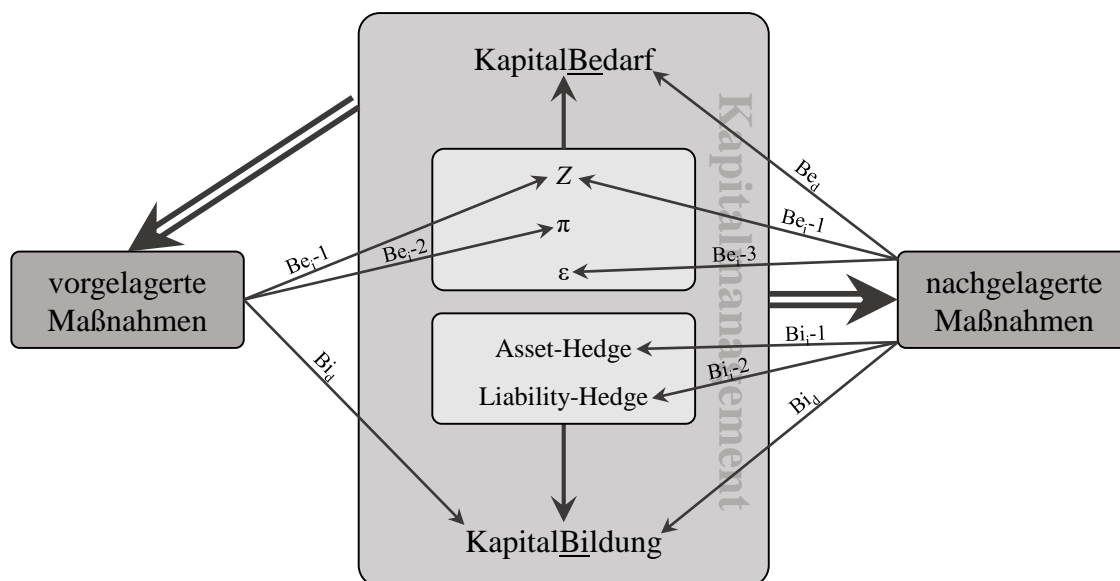 KapitalBedarf
Kapitalmanagement
Z
π
ε
Be_d
Be_i-1
Be_i-1
Be_i-2
Be_i-3
vorgelagerte
Maßnahmen
nachgelagerte
Maßnahmen
Asset-Hedge
Liability-Hedge
Bi_i-1
Bi_i-2
Bi_d
Bi_d
KapitalBildung